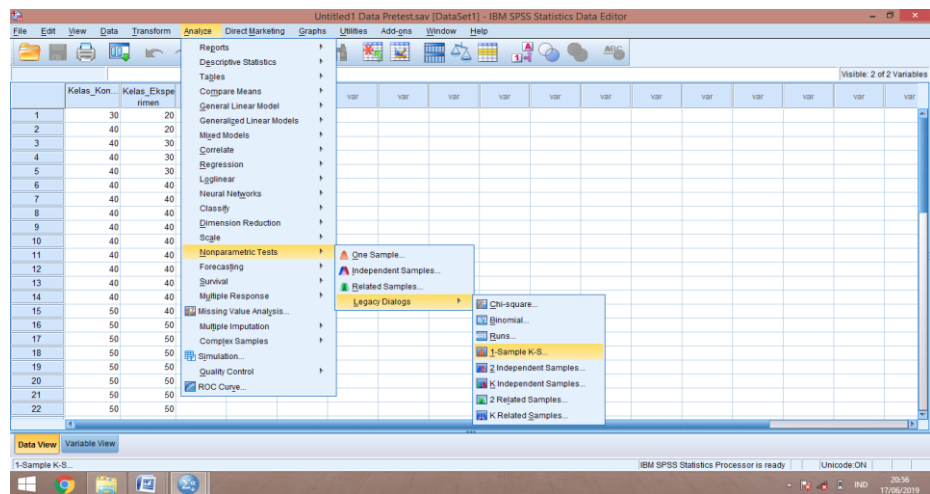 Untitled1 Data Pretest.sav [DataSet1] - IBM SPSS Statistics Data Editor
File Edit View Data Transform Analyze Direct Marketing Graphs Utilities Add-ons Window Help
Visible: 2 of 2 Variables
Kelas_Kon... Kelas_Eksperimen var var var var var var var var var var var
1 30 20
2 40 20
3 40 30
4 40 30
5 40 30
6 40 40
7 40 40
8 40 40
9 40 40
10 40 40
11 40 40
12 40 40
13 40 40
14 40 40
15 50 40
16 50 50
17 50 50
18 50 50
19 50 50
20 50 50
21 50 50
22 50 50
Reports
Descriptive Statistics
Tables
Compare Means
General Linear Model
Generalized Linear Models
Mixed Models
Correlate
Regression
Loglinear
Neural Networks
Classify
Dimension Reduction
Scale
Nonparametric Tests
Forecasting
Survival
Multiple Response
Missing Value Analysis...
Multiple Imputation
Complex Samples
Simulation...
Quality Control
ROC Curve...
One Sample...
Independent Samples...
Related Samples...
Legacy Dialogs
Chi-square...
Binomial...
Runs...
1-Sample K-S...
2 Independent Samples...
K Independent Samples...
2 Related Samples...
K Related Samples...
Data View Variable View
1-Sample K-S... IBM SPSS Statistics Processor is ready Unicode:ON
IND 20:56
17/06/2019